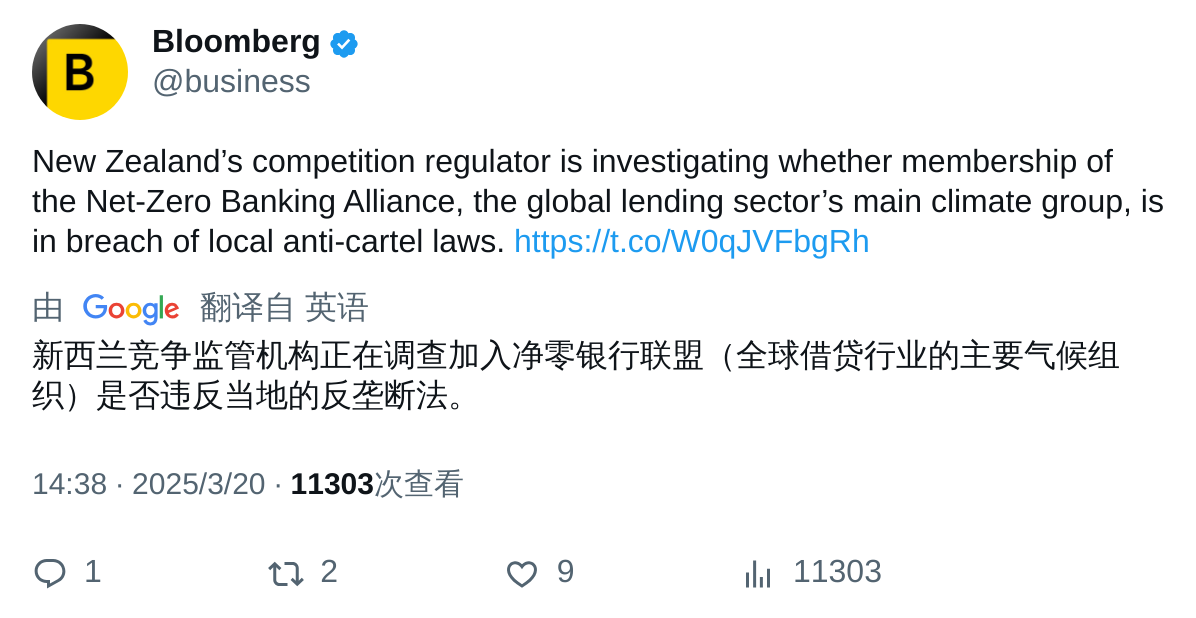 B
Bloomberg
@business
New Zealand’s competition regulator is investigating whether membership of
the Net-Zero Banking Alliance, the global lending sector’s main climate group, is
in breach of local anti-cartel laws. https://t.co/W0qJVFbgRh
由 Google 翻译自 英语
新西兰竞争监管机构正在调查加入净零银行联盟（全球借贷行业的主要气候组
织）是否违反当地的反垄断法。
14:38 · 2025/3/20 · 11303次查看
1 2 9 11303